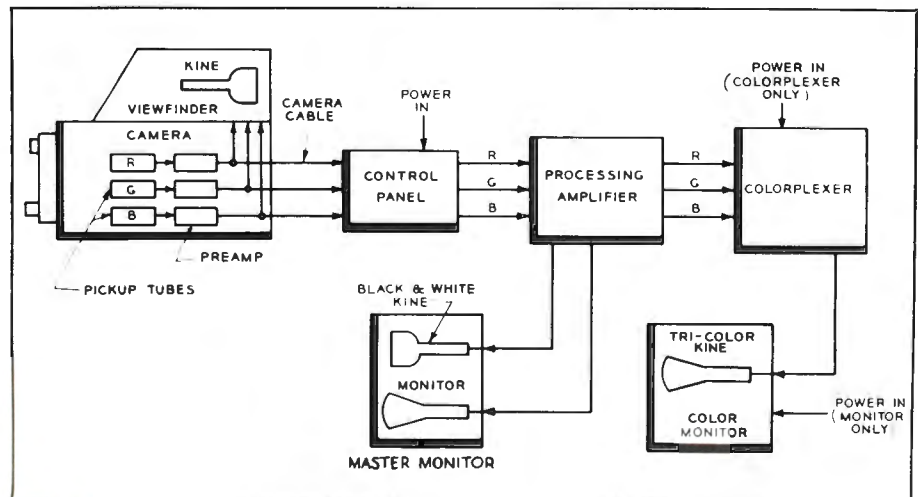 KINE
VIEWFINDER
CAMERA
R
G
B
PICKUP TUBES
PREAMP
CAMERA
CABLE
POWER
IN
CONTROL
PANEL
R
G
B
PROCESSING
AMPLIFIER
R
G
B
POWER IN
(COLORPLEXER
ONLY)
COLORPLEXER
BLACK & WHITE
KINE
MONITOR
MASTER MONITOR
TRI-COLOR
KINE
COLOR
MONITOR
POWER IN
(MONITOR
ONLY)